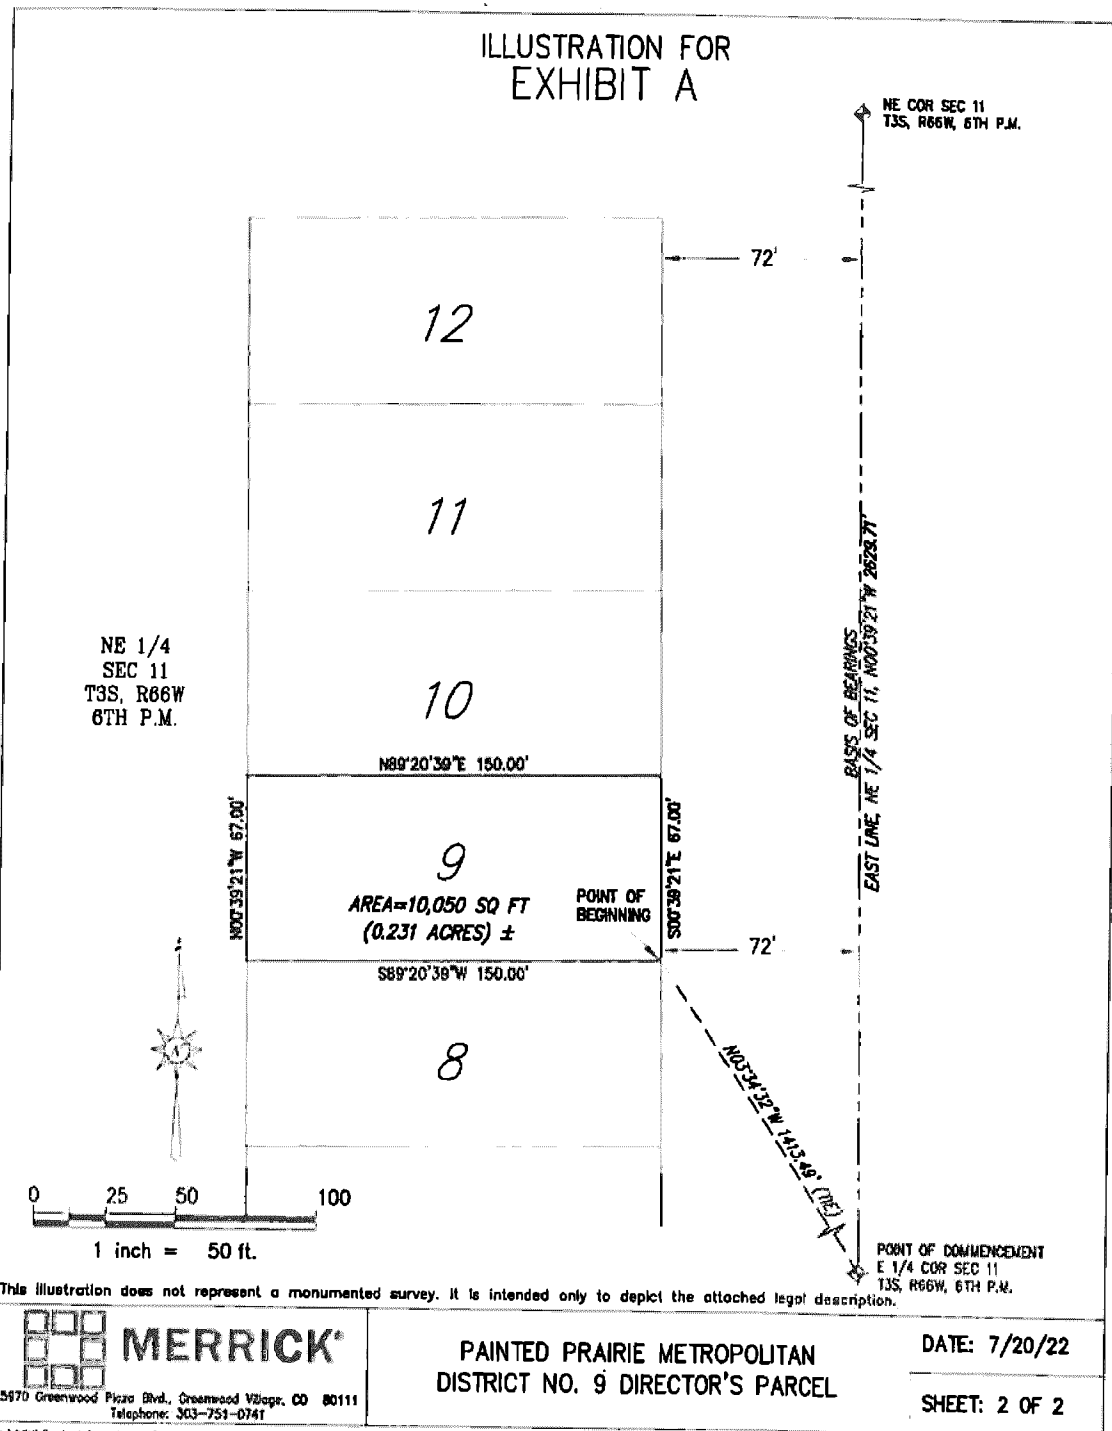 ILLUSTRATION FOR
EXHIBIT A
NE COR SEC 11
T3S, R66W, 6TH P.M.
72'
12
11
NE 1/4
SEC 11
T3S, R66W
6TH P.M.
10
BASIS OF BEARINGS
EAST LINE, NE 1/4 SEC 11, N00°39'21"W 2629.71'
N89°20'39"E 150.00'
N00°39'21"W 67.00'
9
AREA=10,050 SQ FT
(0.231 ACRES) ±
POINT OF
BEGINNING
S00°39'21"E 67.00'
72'
S89°20'39"W 150.00'
N
8
N03°34'32"W 1413.49' (TIE)
0 25 50 100
1 inch = 50 ft.
POINT OF COMMENCEMENT
E 1/4 COR SEC 11
T3S, R66W, 6TH P.M.
This illustration does not represent a monumented survey. It is intended only to depict the attached legal description.
MERRICK®
5970 Greenwood Plaza Blvd., Greenwood Village, CO 80111
Telephone: 303-751-0741
PAINTED PRAIRIE METROPOLITAN
DISTRICT NO. 9 DIRECTOR'S PARCEL
DATE: 7/20/22
SHEET: 2 OF 2